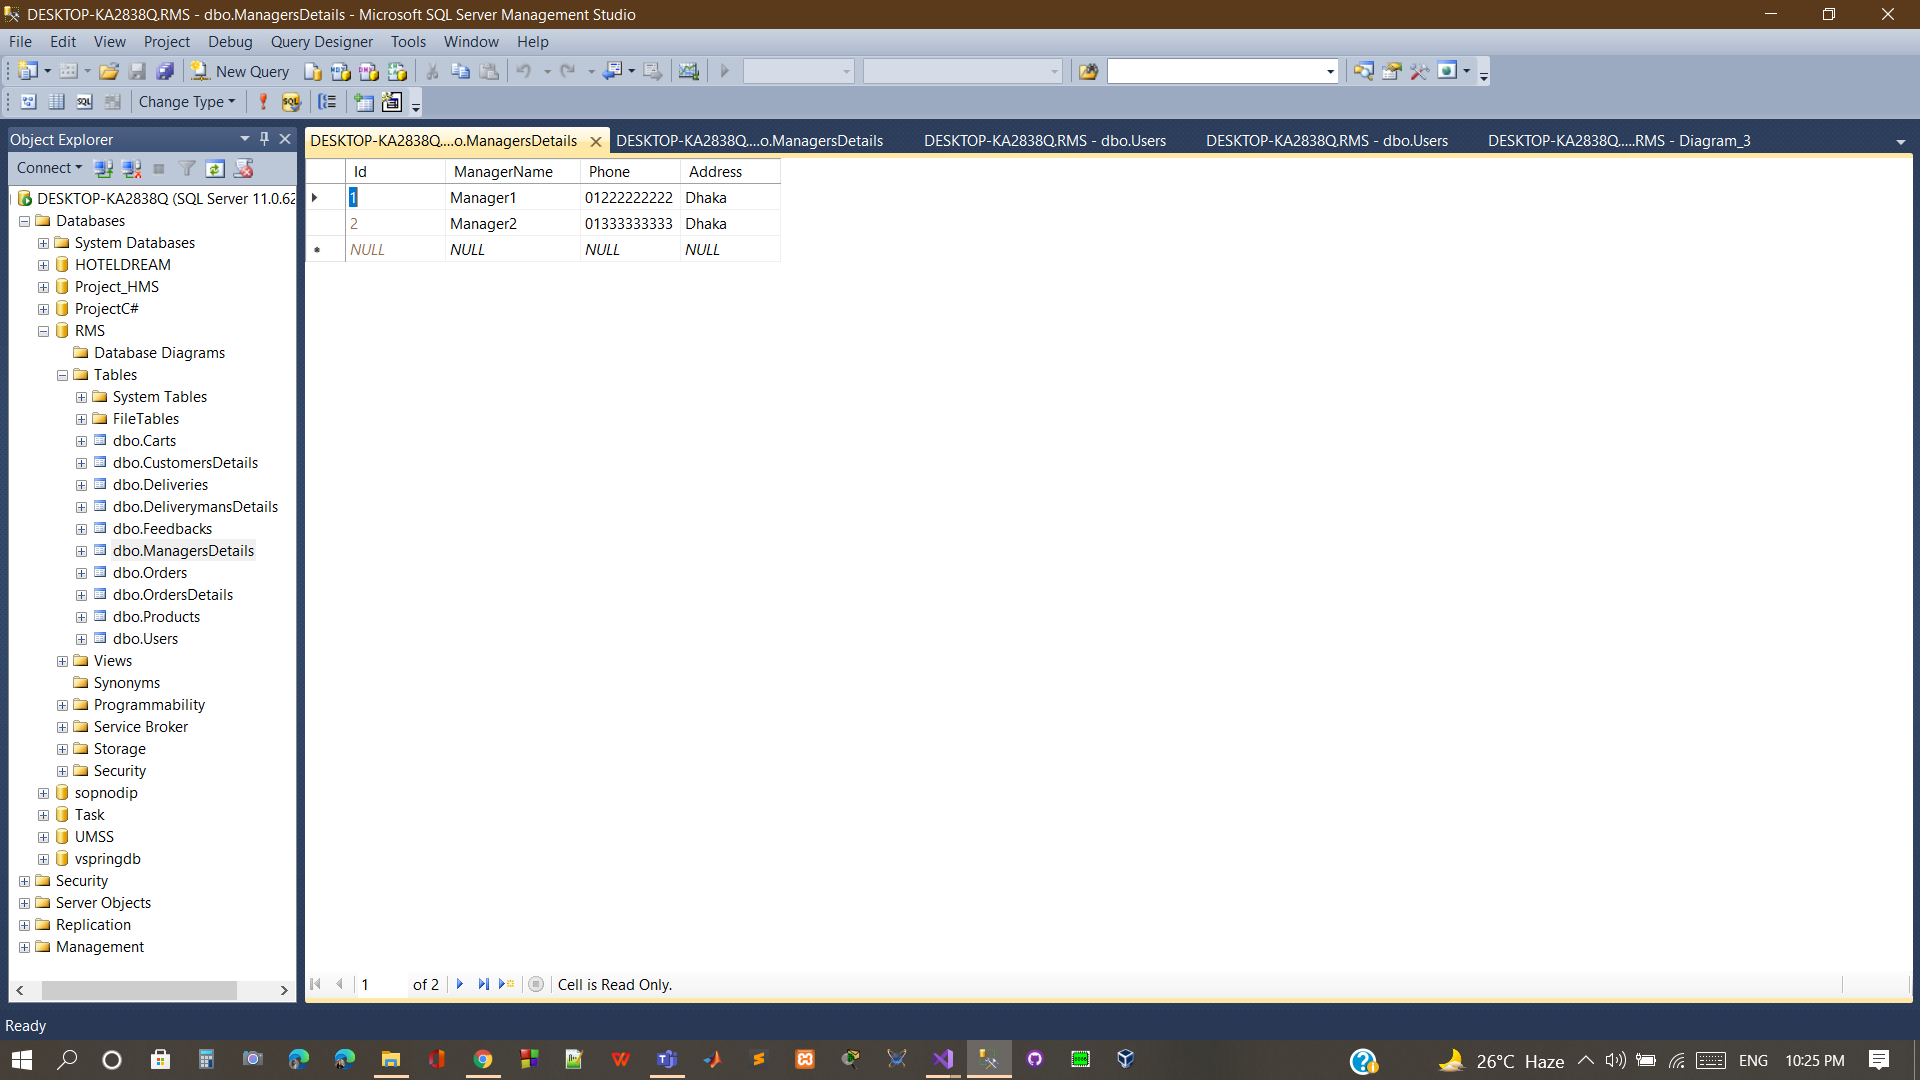 DESKTOP-KA2838Q.RMS - dbo.ManagersDetails - Microsoft SQL Server Management Studio
File Edit View Project Debug Query Designer Tools Window Help
New Query
Change Type
Object Explorer
Connect
DESKTOP-KA2838Q (SQL Server 11.0.62
Databases
System Databases
HOTELDREAM
Project_HMS
ProjectC#
RMS
Database Diagrams
Tables
System Tables
FileTables
dbo.Carts
dbo.CustomersDetails
dbo.Deliveries
dbo.DeliverymansDetails
dbo.Feedbacks
dbo.ManagersDetails
dbo.Orders
dbo.OrdersDetails
dbo.Products
dbo.Users
Views
Synonyms
Programmability
Service Broker
Storage
Security
sopnodip
Task
UMSS
vspringdb
Security
Server Objects
Replication
Management
DESKTOP-KA2838Q....o.ManagersDetails DESKTOP-KA2838Q....o.ManagersDetails DESKTOP-KA2838Q.RMS - dbo.Users DESKTOP-KA2838Q.RMS - dbo.Users DESKTOP-KA2838Q.....RMS - Diagram_3
Id ManagerName Phone Address
1 Manager1 01222222222 Dhaka
2 Manager2 01333333333 Dhaka
NULL NULL NULL NULL
1 of 2 Cell is Read Only.
Ready
26°C Haze ENG 10:25 PM